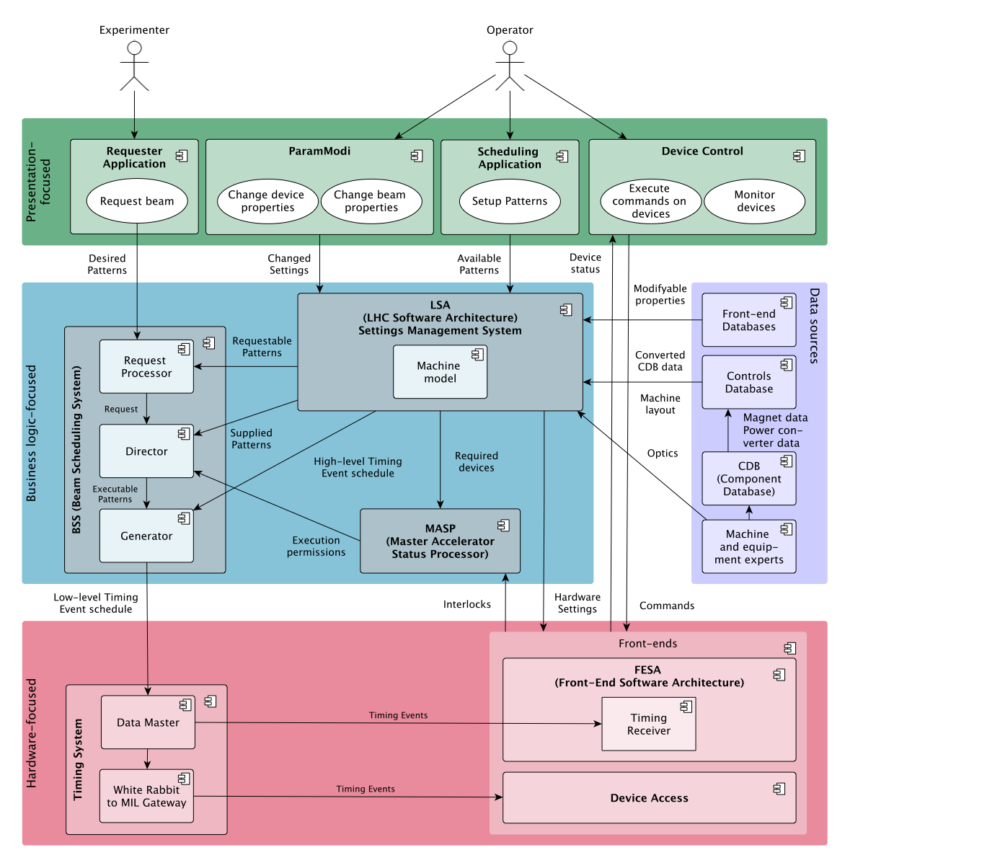 Experimenter
Operator
Presentation-
focused
Requester
Application
Request beam
ParamModi
Change device
properties
Change beam
properties
Scheduling
Application
Setup Patterns
Device Control
Execute
commands on
devices
Monitor
devices
Desired
Patterns
Changed
Settings
Available
Patterns
Device
status
Modifyable
properties
Business logic-focused
BSS (Beam Scheduling System)
Request
Processor
Request
Director
Executable
Patterns
Generator
Requestable
Patterns
Supplied
Patterns
LSA
(LHC Software Architecture)
Settings Management System
Machine
model
High-level Timing
Event schedule
Required
devices
Execution
permissions
MASP
(Master Accelerator
Status Processor)
Data sources
Front-end
Databases
Converted
CDB data
Controls
Database
Machine
layout
Magnet data
Power con-
verter data
Optics
CDB
(Component
Database)
Machine
and equip-
ment experts
Low-level Timing
Event schedule
Interlocks
Hardware
Settings
Commands
Hardware-focused
Timing System
Data Master
White Rabbit
to MIL Gateway
Timing Events
Timing Events
Front-ends
FESA
(Front-End Software Architecture)
Timing
Receiver
Device Access